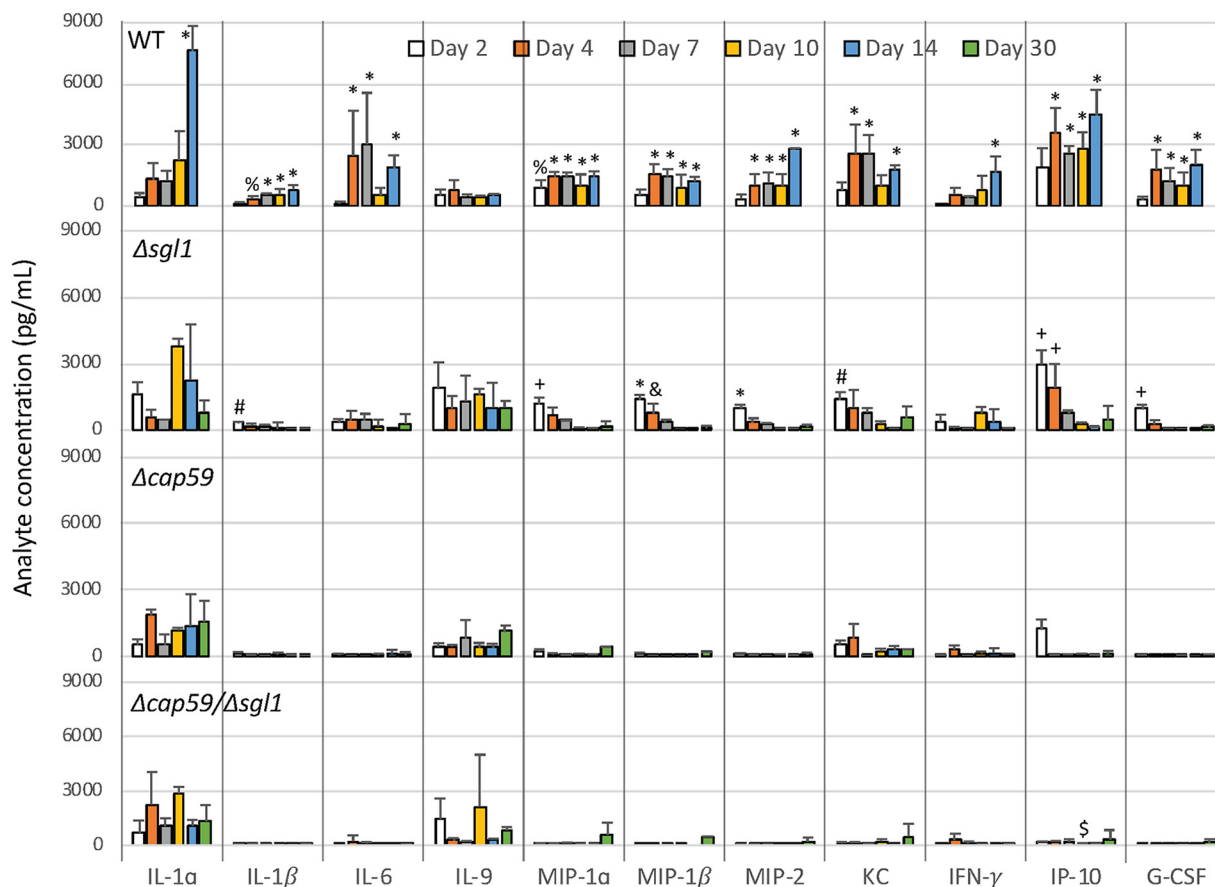 Analyte concentration (pg/mL)
WT
Day 2 Day 4 Day 7 Day 10 Day 14 Day 30
9000
6000
3000
0
*
% * * *
* * *
% * * * *
* * * *
* * * *
* * *
*
* * * *
* * * *
Δsgl1
9000
6000
3000
0
#
+
* &
*
#
+ +
+
Δcap59
9000
6000
3000
0
Δcap59/Δsgl1
9000
6000
3000
0
$
IL-1α IL-1β IL-6 IL-9 MIP-1α MIP-1β MIP-2 KC IFN-γ IP-10 G-CSF